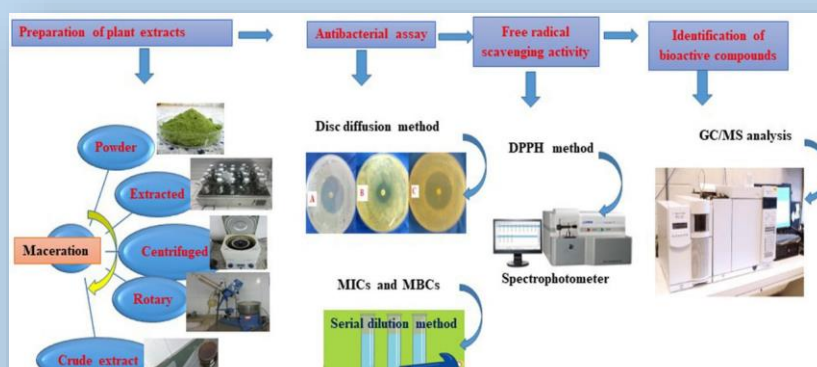 Preparation of plant extracts
Antibacterial assay
Free radical
scavenging activity
Identification of
bioactive compounds
Powder
Extracted
Maceration
Centrifuged
Rotary
Crude extract
Disc diffusion method
A
B
C
MICs and MBCs
Serial dilution method
DPPH method
Spectrophotometer
GC/MS analysis